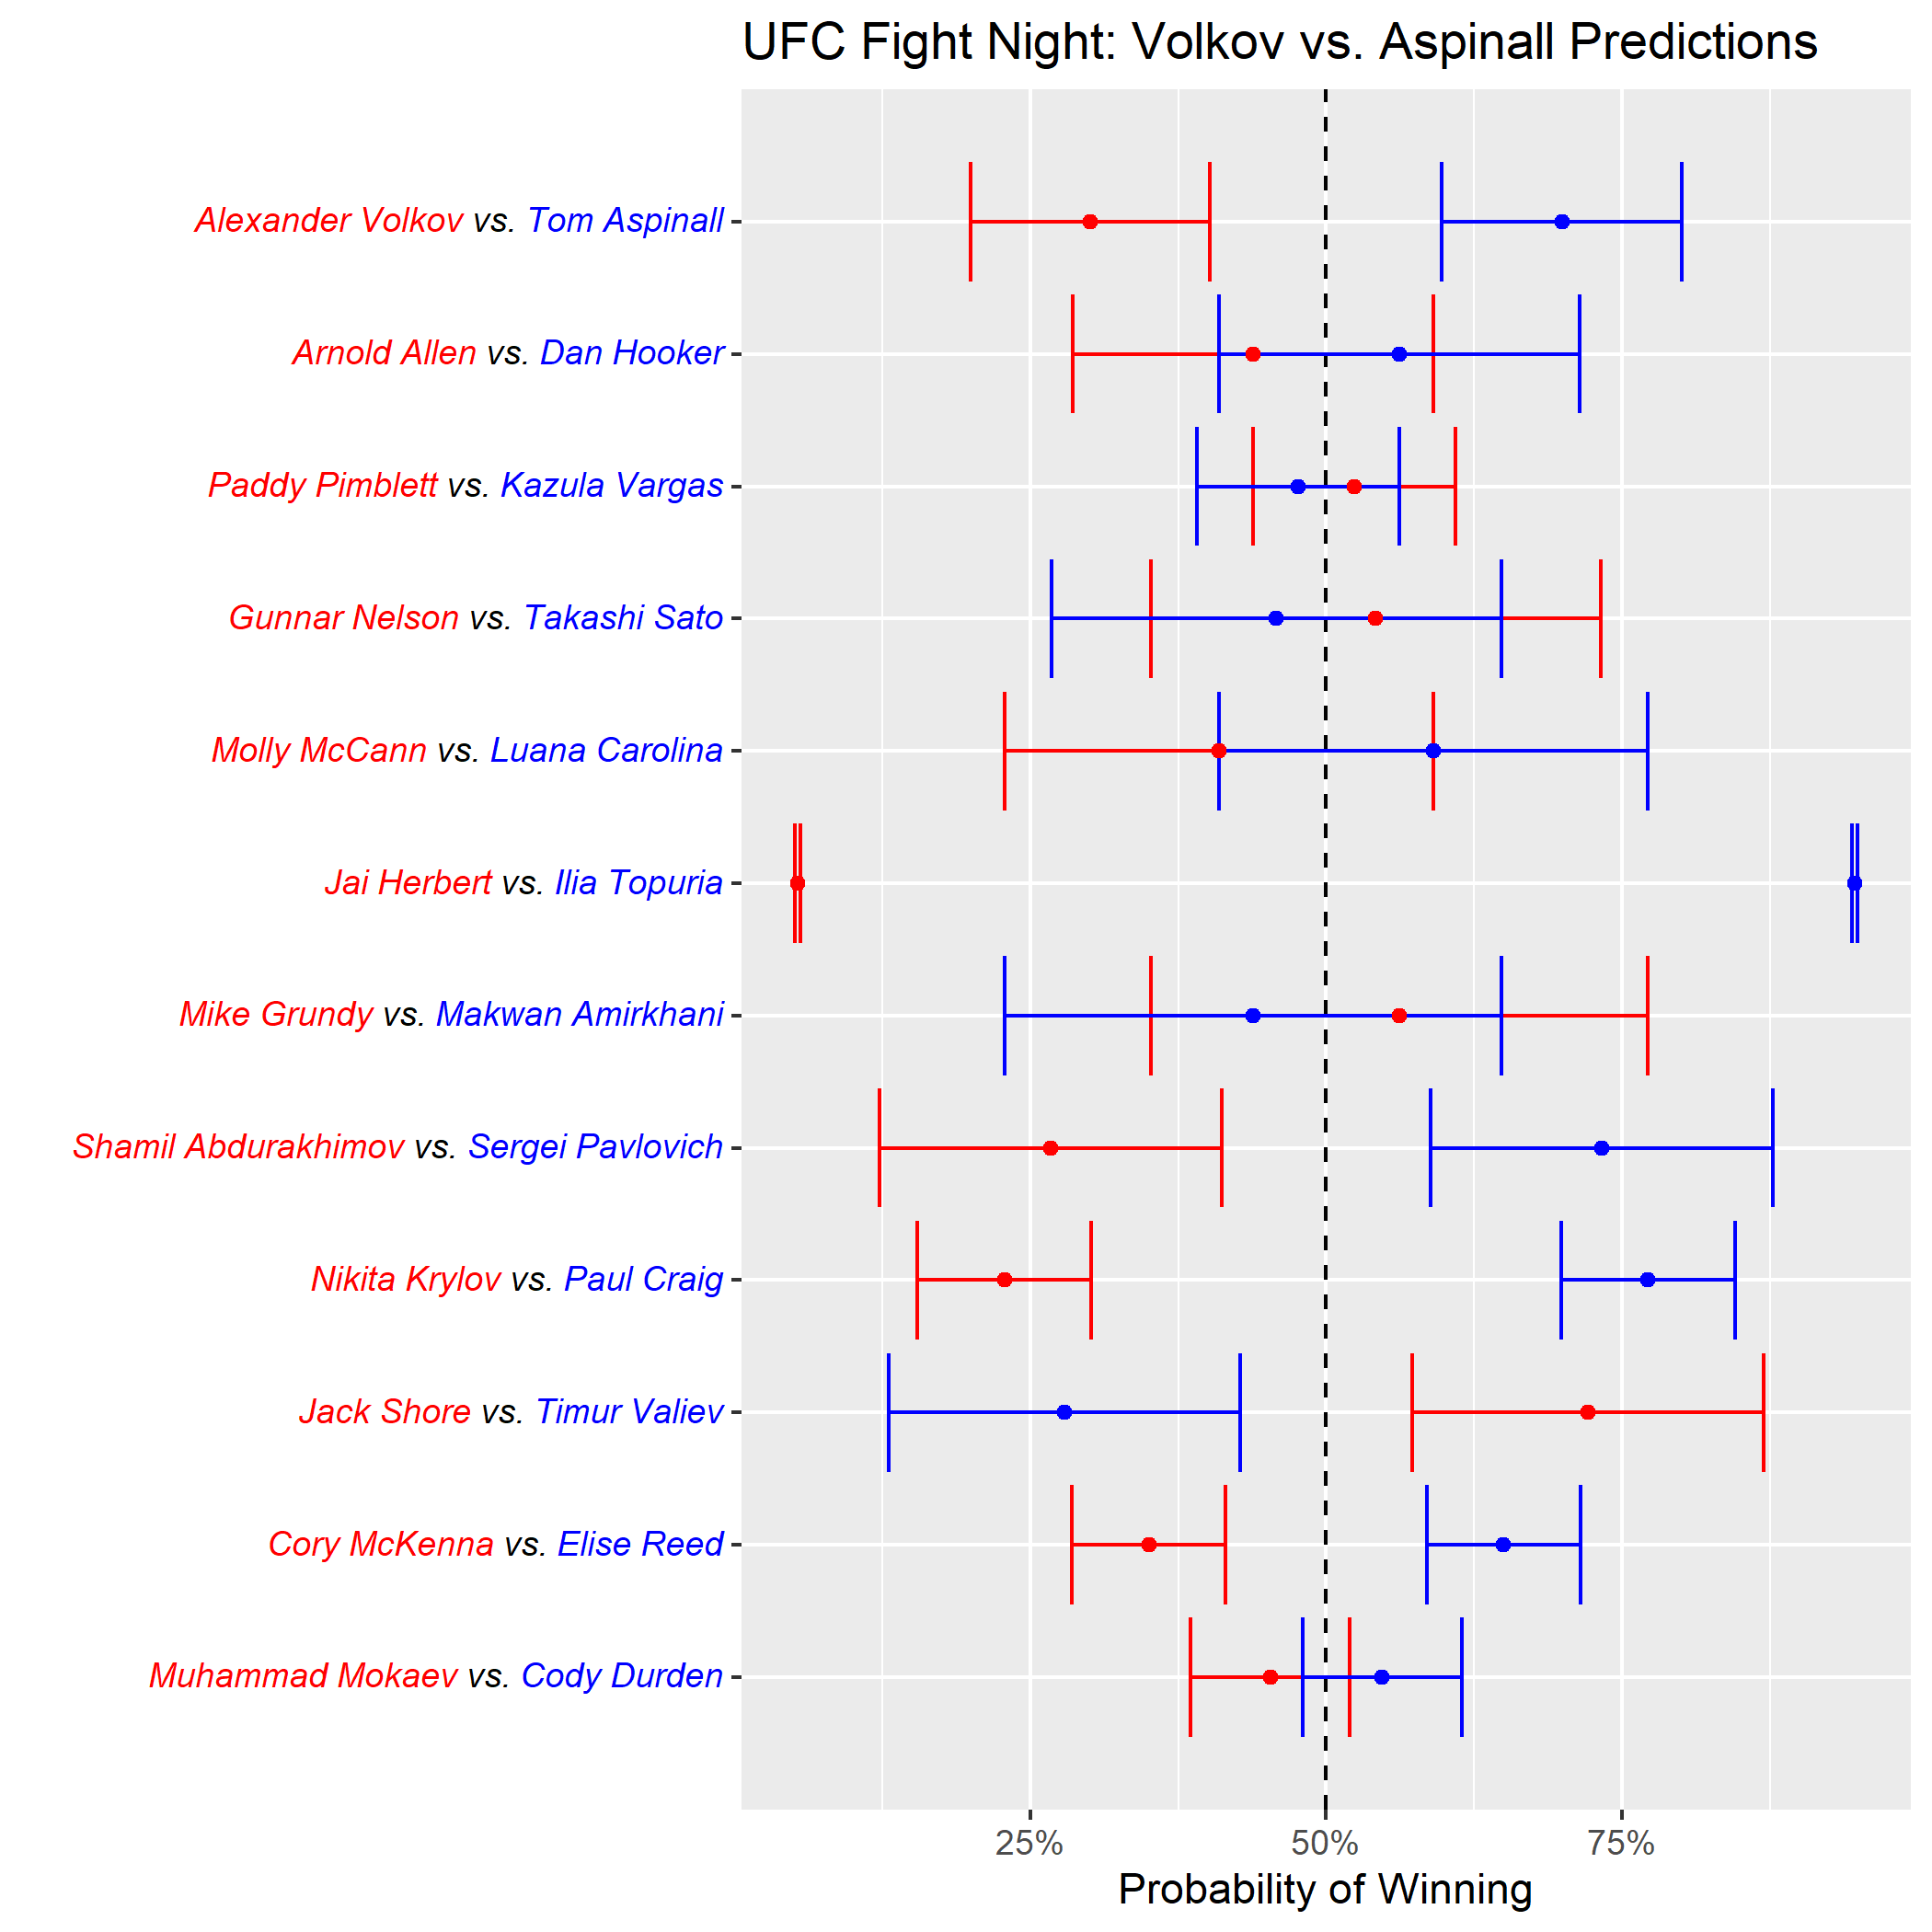 UFC Fight Night: Volkov vs. Aspinall Predictions
Alexander Volkov vs. Tom Aspinall
Arnold Allen vs. Dan Hooker
Paddy Pimblett vs. Kazula Vargas
Gunnar Nelson vs. Takashi Sato
Molly McCann vs. Luana Carolina
Jai Herbert vs. Ilia Topuria
Mike Grundy vs. Makwan Amirkhani
Shamil Abdurakhimov vs. Sergei Pavlovich
Nikita Krylov vs. Paul Craig
Jack Shore vs. Timur Valiev
Cory McKenna vs. Elise Reed
Muhammad Mokaev vs. Cody Durden
25% 50% 75%
Probability of Winning